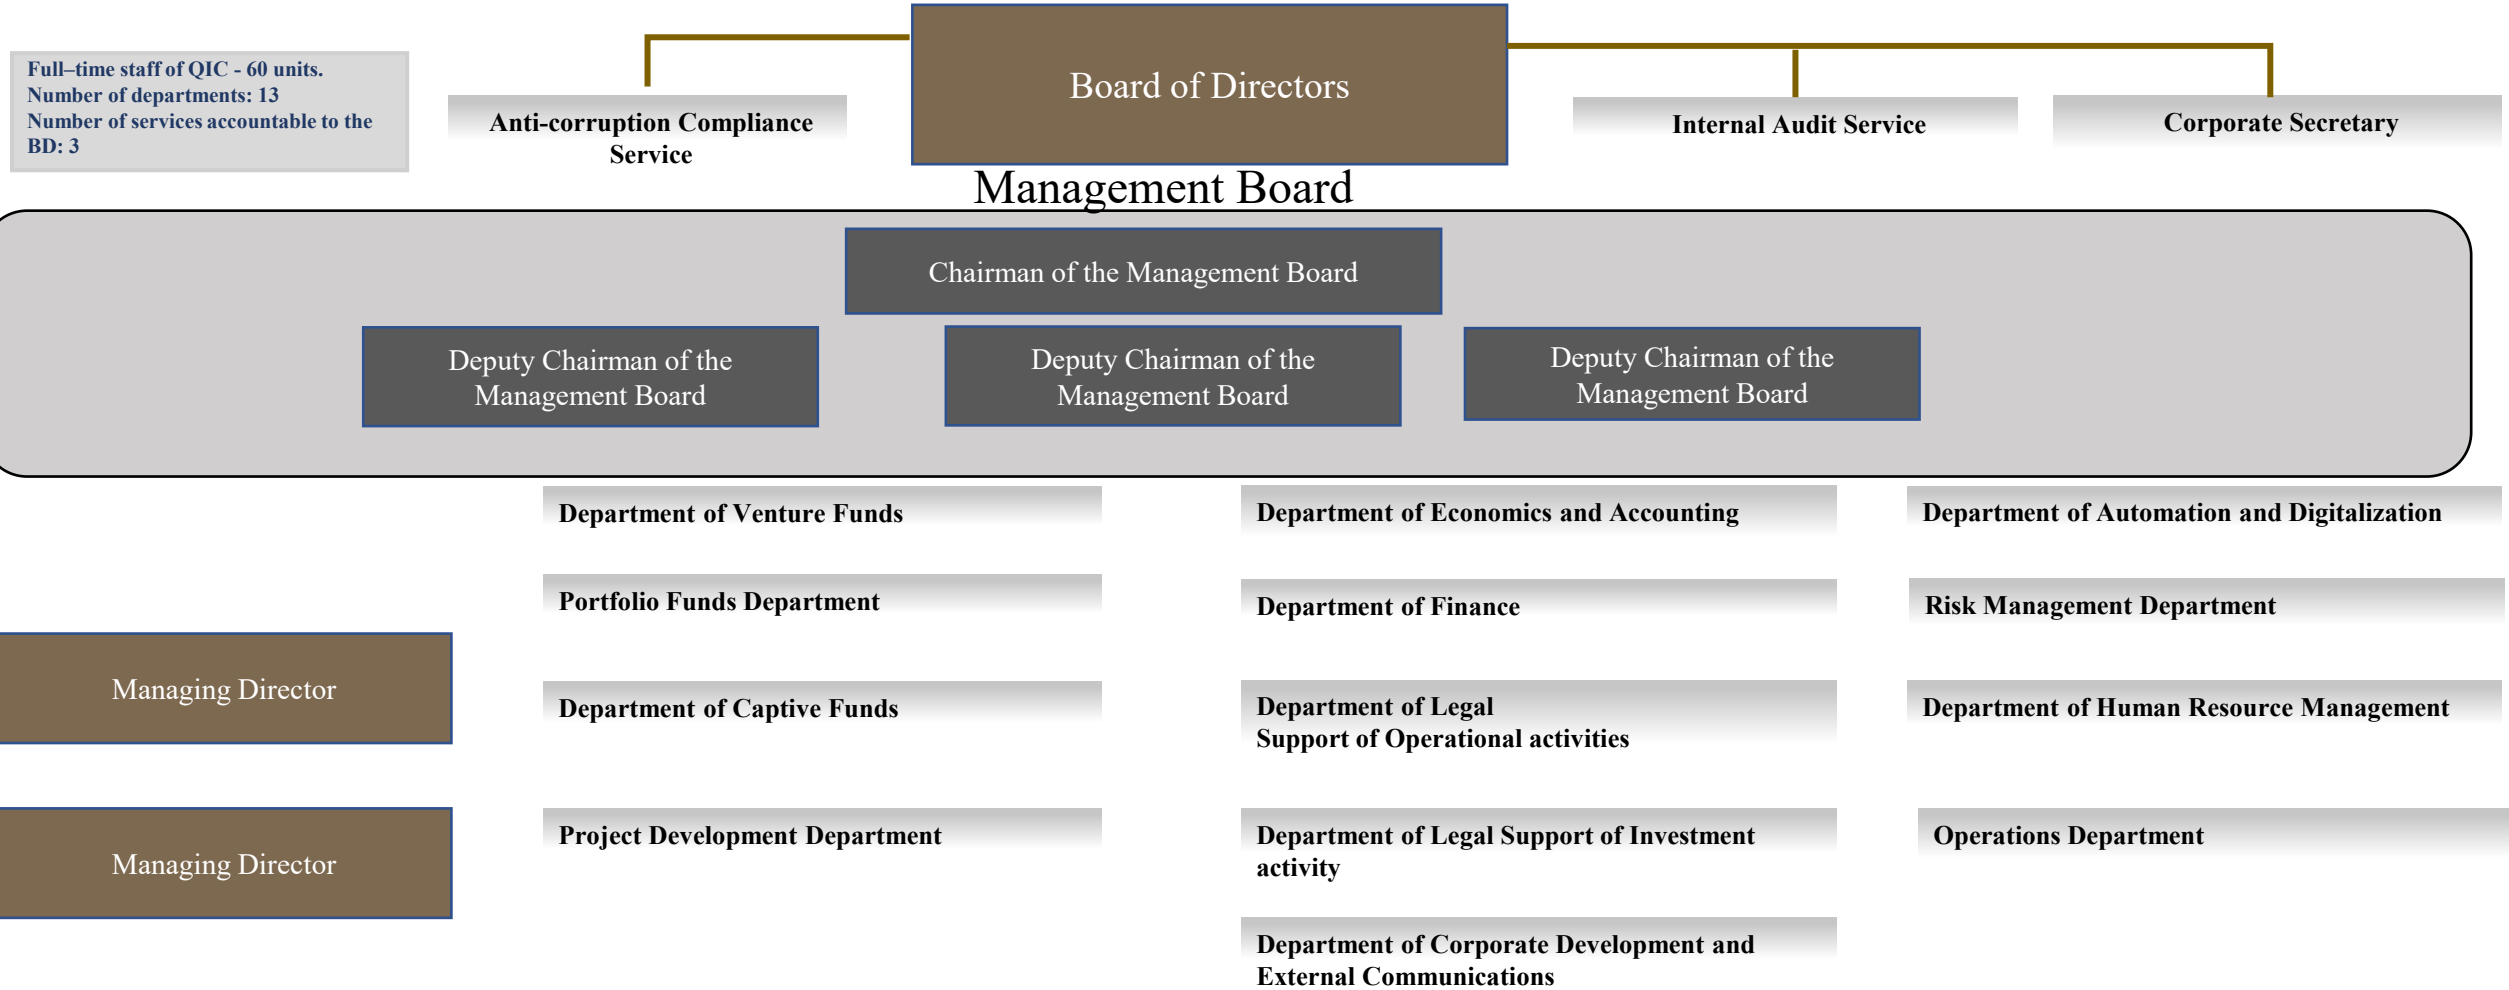 Board of Directors
Full–time staff of QIC - 60 units.
Number of departments: 13
Number of services accountable to the
BD: 3
Anti-corruption Compliance
Service
Internal Audit Service
Corporate Secretary
Management Board
Chairman of the Management Board
Deputy Chairman of the
Management Board
Deputy Chairman of the
Management Board
Deputy Chairman of the
Management Board
Managing Director
Managing Director
Department of Venture Funds
Portfolio Funds Department
Department of Captive Funds
Project Development Department
Department of Economics and Accounting
Department of Finance
Department of Legal
Support of Operational activities
Department of Legal Support of Investment
activity
Department of Corporate Development and
External Communications
Department of Automation and Digitalization
Risk Management Department
Department of Human Resource Management
Operations Department